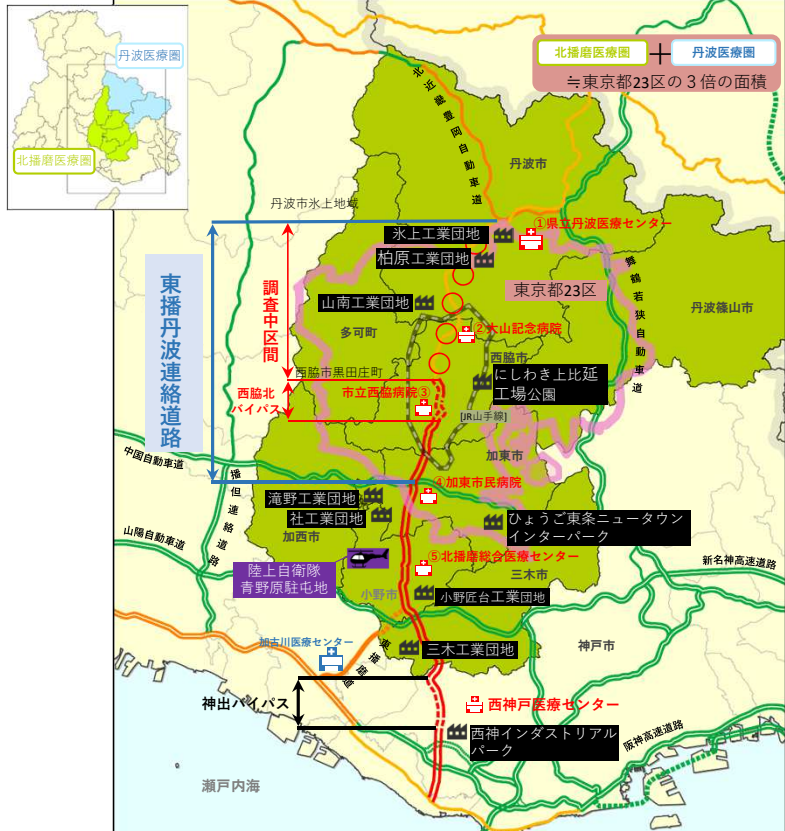 丹波医療圏
北播磨医療圏
北播磨医療圏
＋
丹波医療圏
≒東京都23区の３倍の面積
北近畿豊岡自動車道
丹波市
丹波市氷上地域
①県立丹波医療センター
氷上工業団地
柏原工業団地
舞鶴若狭自動車道
東播丹波連絡道路
調査中区間
東京都23区
山南工業団地
丹波篠山市
多可町
②大山記念病院
西脇市
西脇市黒田庄町
にしわき上比延
工場公園
西脇北
バイパス
市立西脇病院③
[JR山手線]
中国自動車道
加東市
播但連絡道路
④加東市民病院
滝野工業団地
社工業団地
ひょうご東条ニュータウン
インターパーク
加西市
山陽自動車道
⑤北播磨総合医療センター
新名神高速道路
陸上自衛隊
青野原駐屯地
三木市
小野市
小野匠台工業団地
加古川医療センター
東播磨道
三木工業団地
神戸市
神出バイパス
西神戸医療センター
西神インダストリアル
パーク
阪神高速道路
瀬戸内海